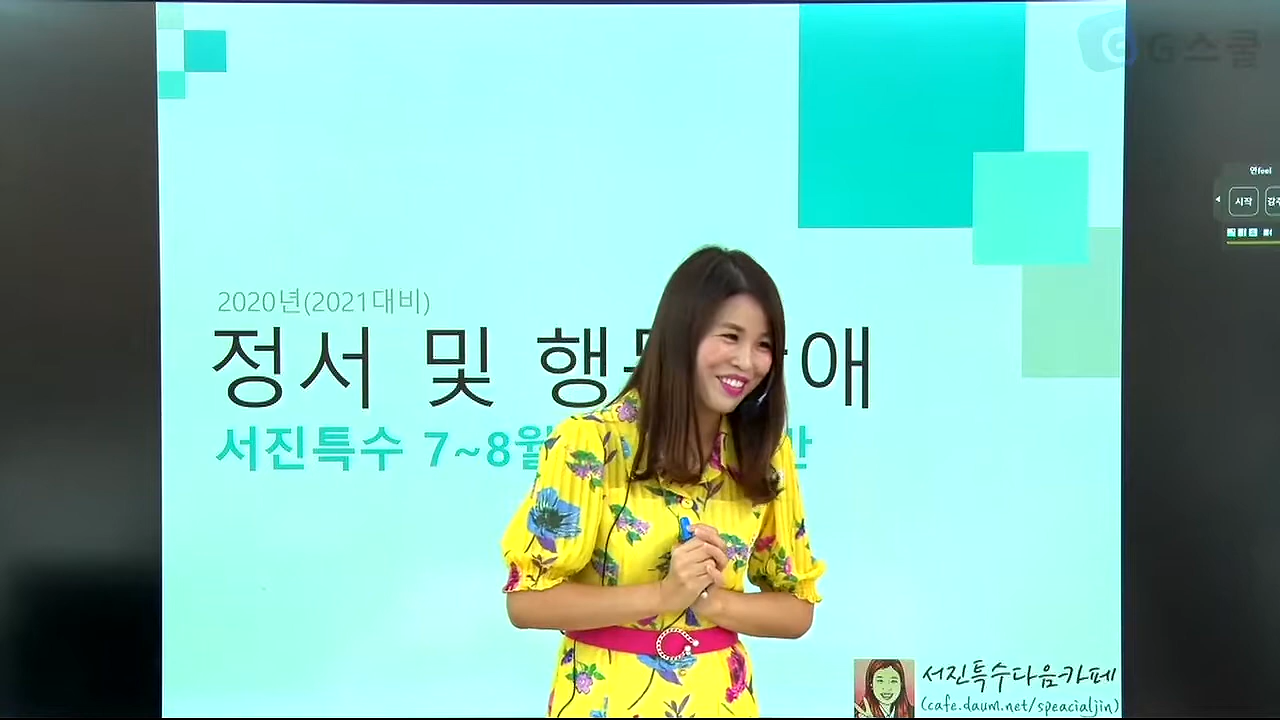 G스쿨
연feel
시작
2020년(2021대비)
정서 및 행 애
서진특수 7~8월 반
서진특수다음카페
(cafe.daum.net/speacialjin)